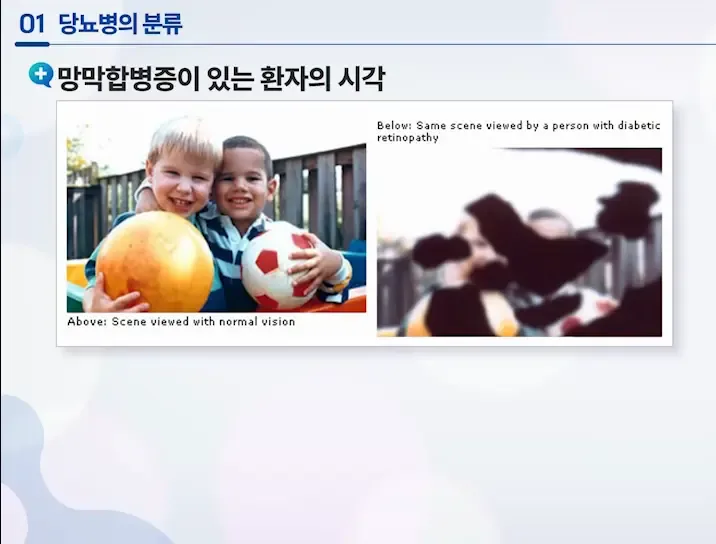 01 당뇨병의 분류
망막합병증이 있는 환자의 시각
Below: Same scene viewed by a person with diabetic
retinopathy
Above: Scene viewed with normal vision